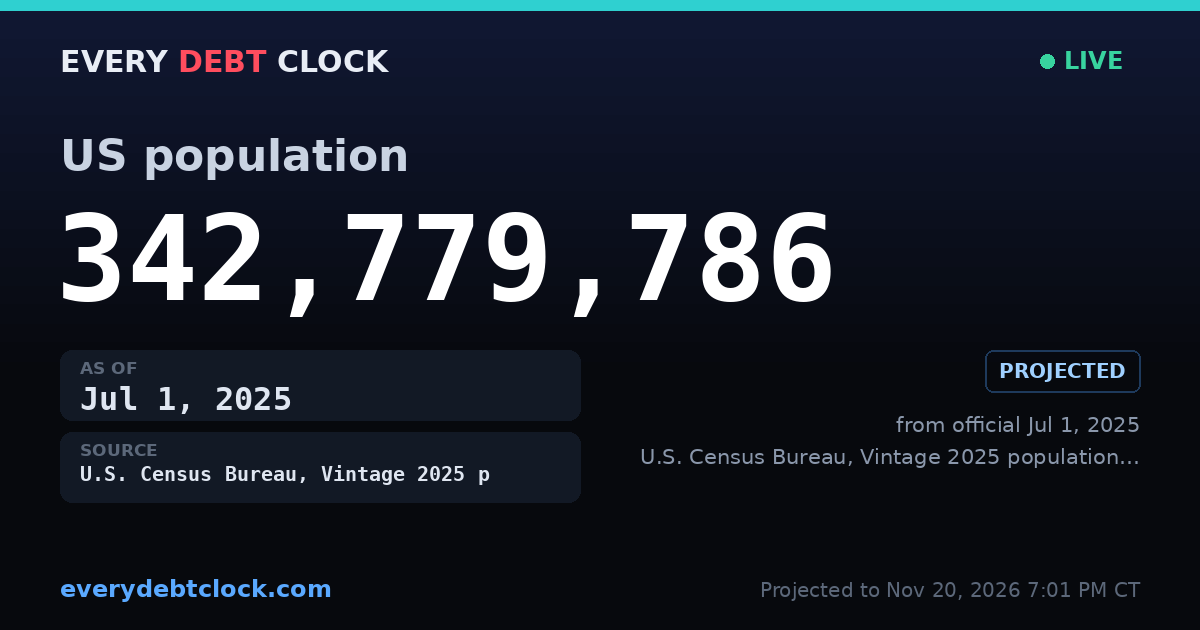 EVERY DEBT CLOCK
LIVE
US population
342,779,786
AS OF
Jul 1, 2025
SOURCE
U.S. Census Bureau, Vintage 2025 p
PROJECTED
from official Jul 1, 2025
U.S. Census Bureau, Vintage 2025 population...
everydebtclock.com
Projected to Nov 20, 2026 7:01 PM CT